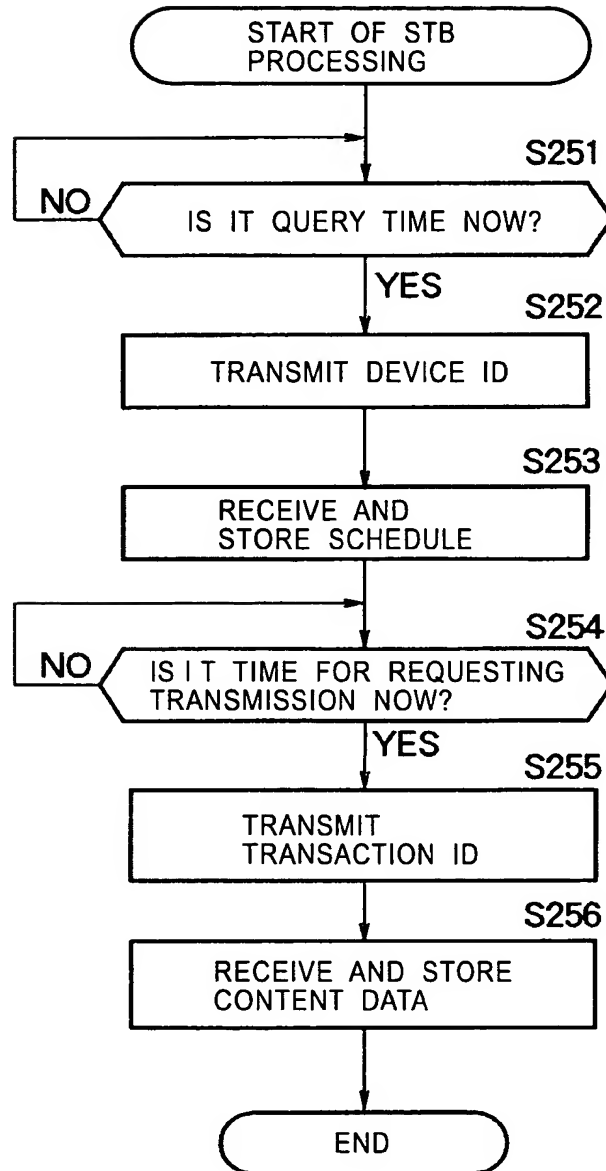 START OF STB
PROCESSING
S251
NO
IS IT QUERY TIME NOW?
YES
S252
TRANSMIT DEVICE ID
S253
RECEIVE AND
STORE SCHEDULE
S254
NO
IS IT TIME FOR REQUESTING
TRANSMISSION NOW?
YES
S255
TRANSMIT
TRANSACTION ID
S256
RECEIVE AND STORE
CONTENT DATA
END